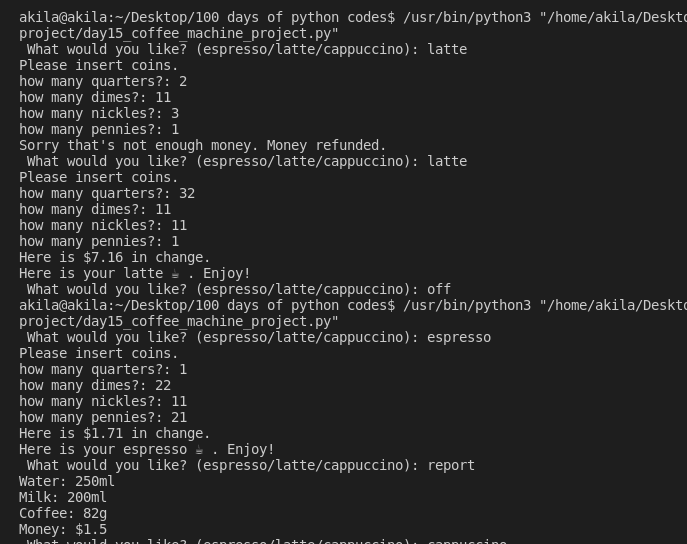 akila@akila:~/Desktop/100 days of python codes$ /usr/bin/python3 "/home/akila/Deskto
project/day15_coffee_machine_project.py"
What would you like? (espresso/latte/cappuccino): latte
Please insert coins.
how many quarters?: 2
how many dimes?: 11
how many nickles?: 3
how many pennies?: 1
Sorry that's not enough money. Money refunded.
What would you like? (espresso/latte/cappuccino): latte
Please insert coins.
how many quarters?: 32
how many dimes?: 11
how many nickles?: 11
how many pennies?: 1
Here is $7.16 in change.
Here is your latte ☕ . Enjoy!
What would you like? (espresso/latte/cappuccino): off
akila@akila:~/Desktop/100 days of python codes$ /usr/bin/python3 "/home/akila/Deskto
project/day15_coffee_machine_project.py"
What would you like? (espresso/latte/cappuccino): espresso
Please insert coins.
how many quarters?: 1
how many dimes?: 22
how many nickles?: 11
how many pennies?: 21
Here is $1.71 in change.
Here is your espresso ☕ . Enjoy!
What would you like? (espresso/latte/cappuccino): report
Water: 250ml
Milk: 200ml
Coffee: 82g
Money: $1.5
What would you like? (espresso/latte/cappuccino): cappuccino